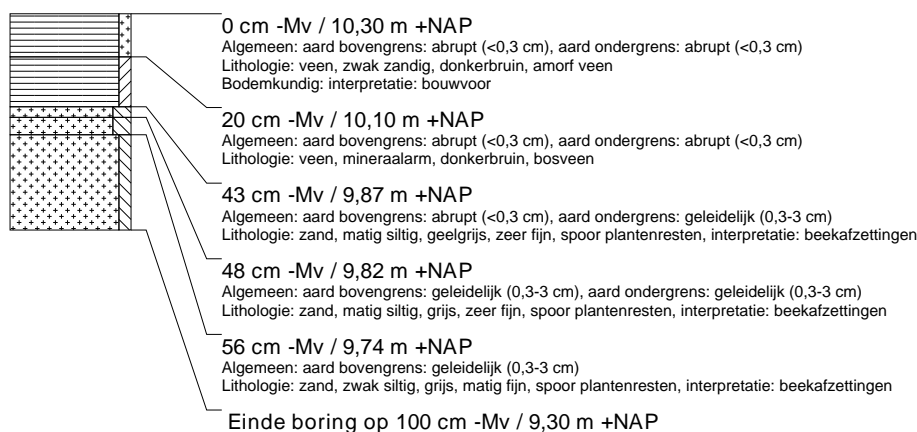 0 cm -Mv / 10,30 m +NAP
Algemeen: aard bovengrens: abrupt (<0,3 cm), aard ondergrens: abrupt (<0,3 cm)
Lithologie: veen, zwak zandig, donkerbruin, amorf veen
Bodemkundig: interpretatie: bouwvoor
20 cm -Mv / 10,10 m +NAP
Algemeen: aard bovengrens: abrupt (<0,3 cm), aard ondergrens: abrupt (<0,3 cm)
Lithologie: veen, mineraalarm, donkerbruin, bosveen
43 cm -Mv / 9,87 m +NAP
Algemeen: aard bovengrens: abrupt (<0,3 cm), aard ondergrens: geleidelijk (0,3-3 cm)
Lithologie: zand, matig siltig, geelgrijs, zeer fijn, spoor plantenresten, interpretatie: beekafzettingen
48 cm -Mv / 9,82 m +NAP
Algemeen: aard bovengrens: geleidelijk (0,3-3 cm), aard ondergrens: geleidelijk (0,3-3 cm)
Lithologie: zand, matig siltig, grijs, zeer fijn, spoor plantenresten, interpretatie: beekafzettingen
56 cm -Mv / 9,74 m +NAP
Algemeen: aard bovengrens: geleidelijk (0,3-3 cm)
Lithologie: zand, zwak siltig, grijs, matig fijn, spoor plantenresten, interpretatie: beekafzettingen
Einde boring op 100 cm -Mv / 9,30 m +NAP